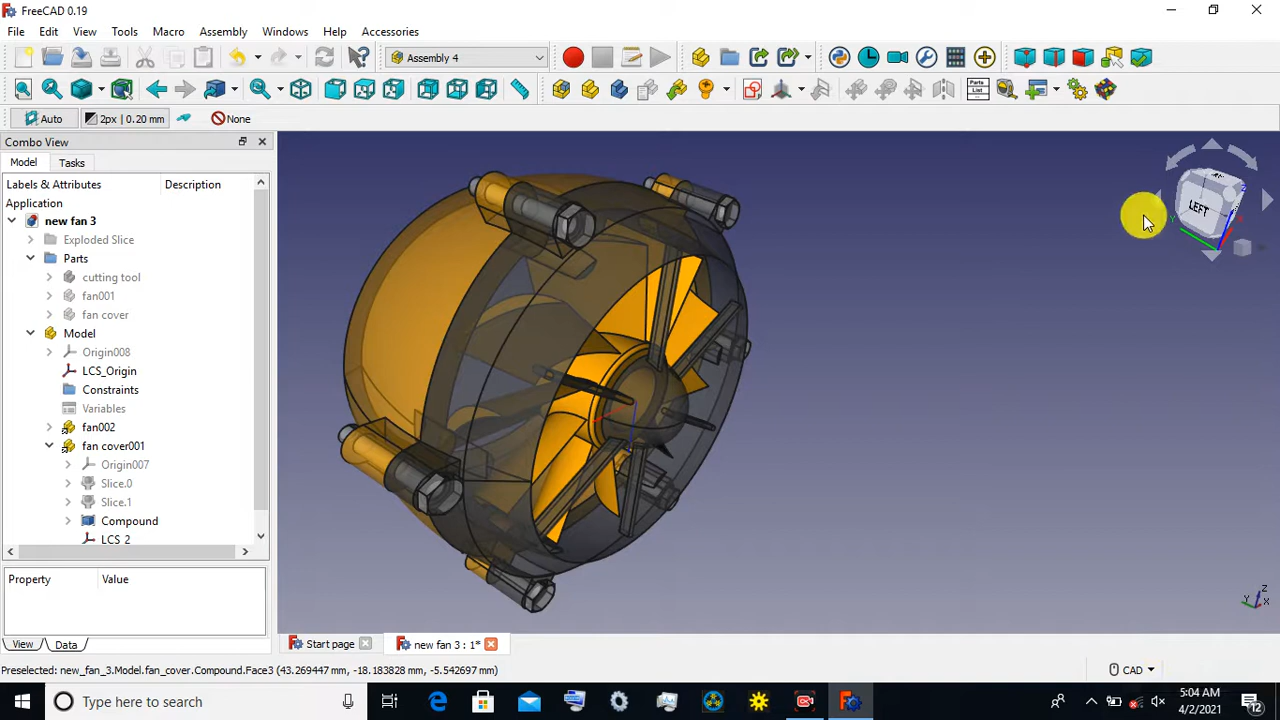 FreeCAD 0.19
File Edit View Tools Macro Assembly Windows Help Accessories
Assembly 4
Parts List
Auto 2px | 0.20 mm None
Combo View
Model Tasks
Labels & Attributes Description
Application
new fan 3
Exploded Slice
Parts
cutting tool
fan001
fan cover
Model
Origin008
LCS_Origin
Constraints
Variables
fan002
fan cover001
Origin007
Slice.0
Slice.1
Compound
LCS 2
Property Value
View Data
LEFT
Z
Y X
Start page new fan 3 : 1*
Preselected: new_fan_3.Model.fan_cover.Compound.Face3 (43.269447 mm, -18.183828 mm, -5.542697 mm)
CAD
Type here to search
5:04 AM
4/2/2021
12